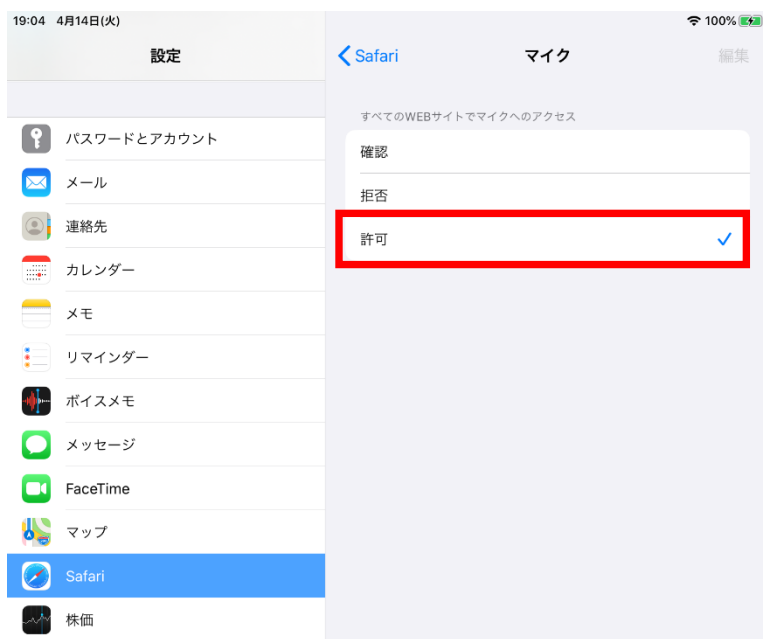 19:04 4月14日(火)
100%
設定
Safari
マイク
編集
すべてのWEBサイトでマイクへのアクセス
確認
拒否
許可
パスワードとアカウント
メール
連絡先
カレンダー
メモ
リマインダー
ボイスメモ
メッセージ
FaceTime
マップ
Safari
株価